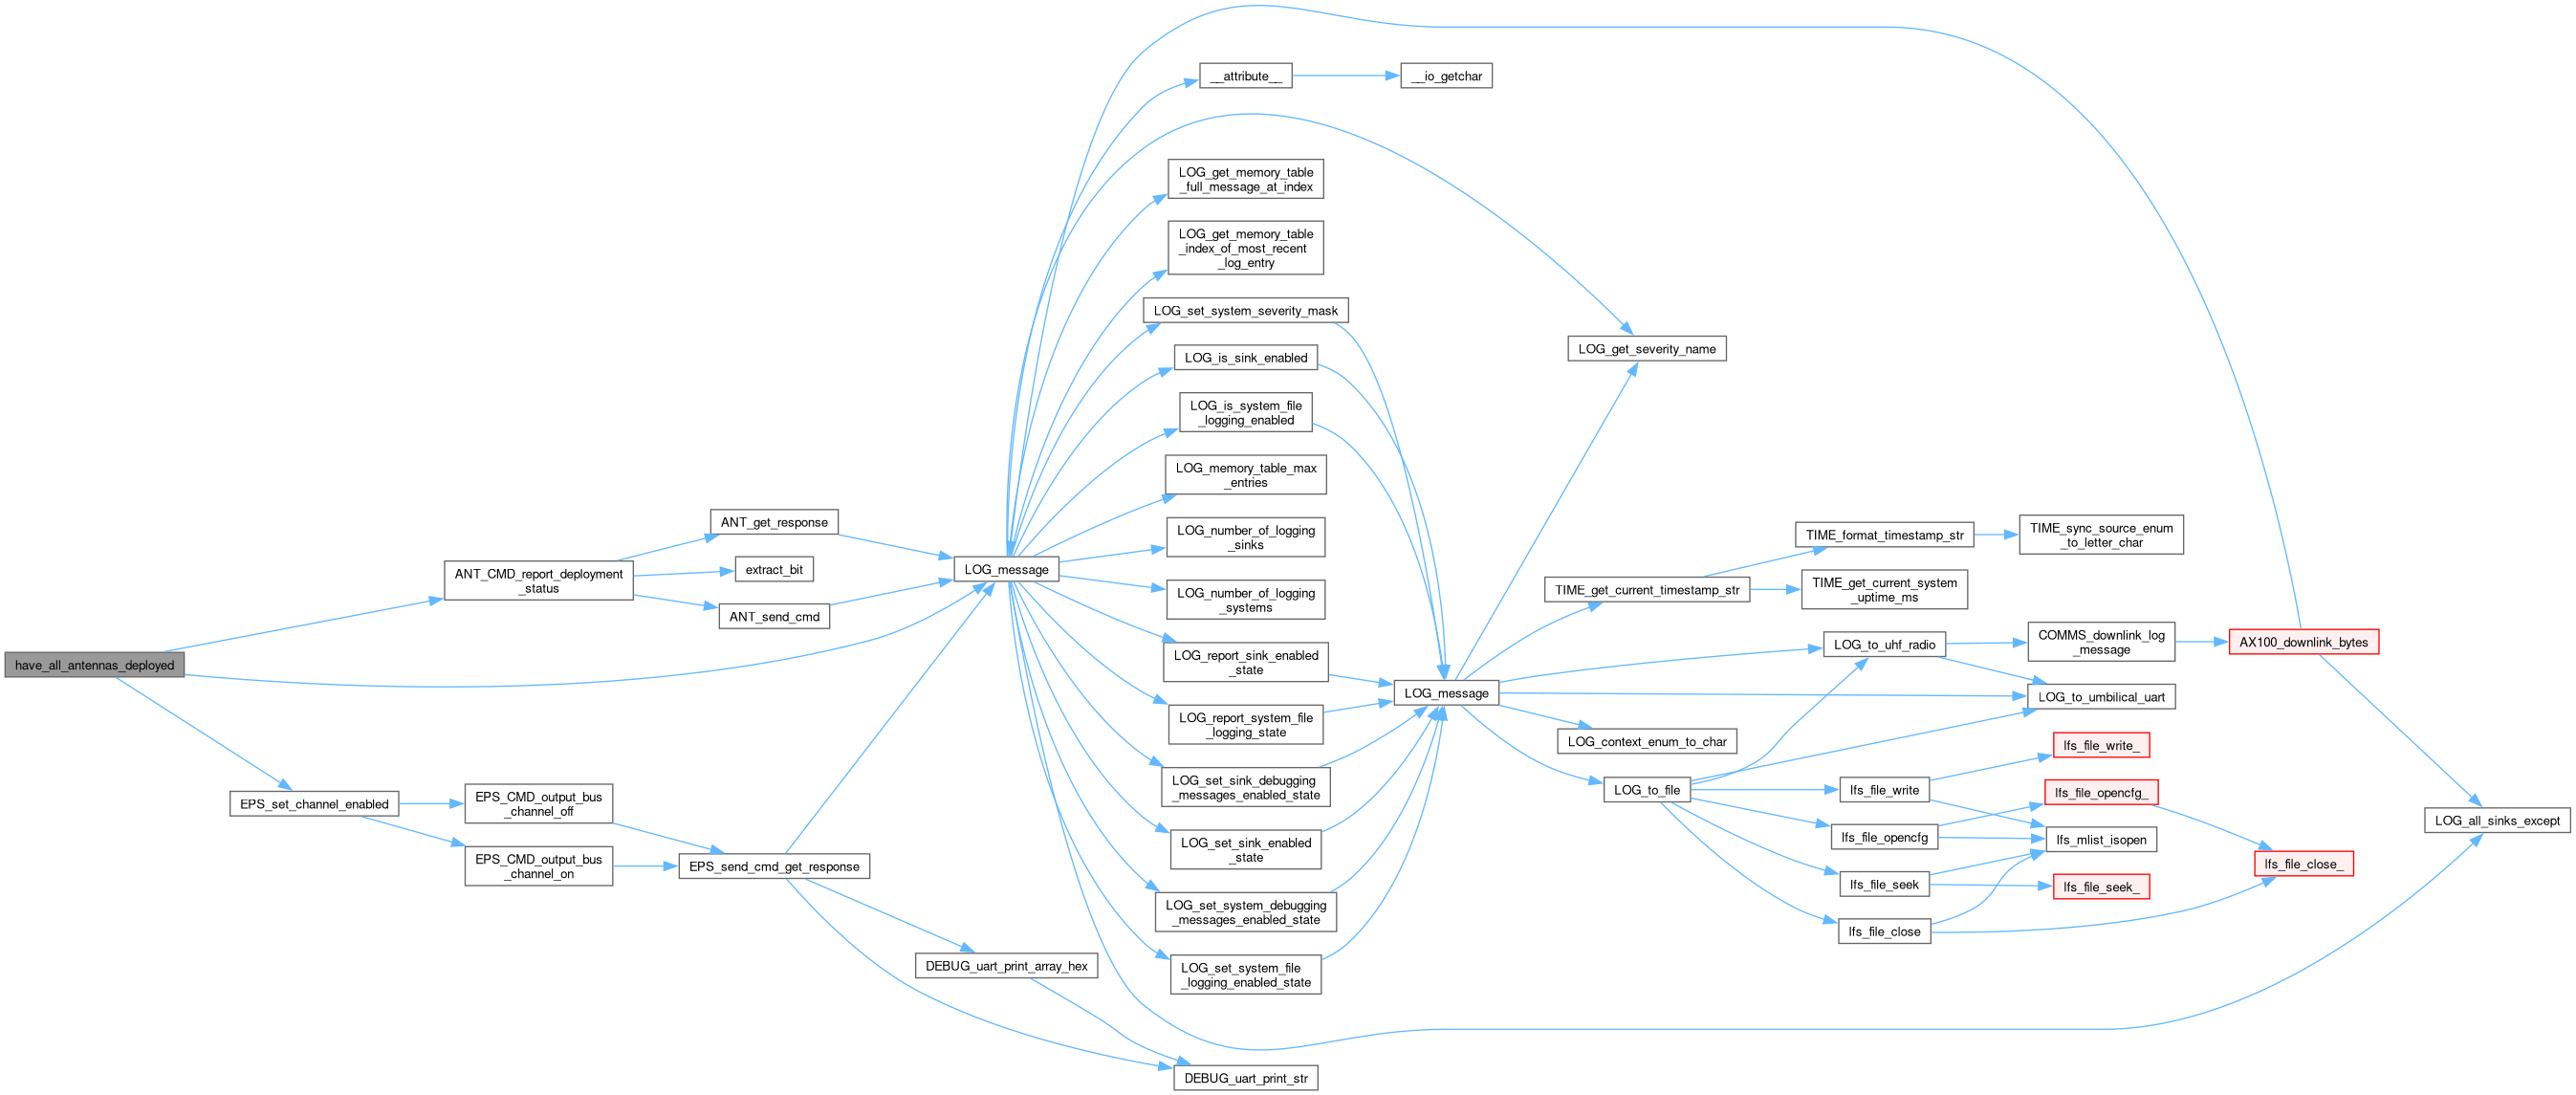 have_all_antennas_deployed
ANT_CMD_report_deployment
_status
EPS_set_channel_enabled
ANT_get_response
extract_bit
ANT_send_cmd
EPS_CMD_output_bus
_channel_off
EPS_CMD_output_bus
_channel_on
EPS_send_cmd_get_response
LOG_message
DEBUG_uart_print_array_hex
__attribute__
__io_getchar
LOG_get_memory_table
_full_message_at_index
LOG_get_memory_table
_index_of_most_recent
_log_entry
LOG_set_system_severity_mask
LOG_is_sink_enabled
LOG_is_system_file
_logging_enabled
LOG_memory_table_max
_entries
LOG_number_of_logging
_sinks
LOG_number_of_logging
_systems
LOG_report_sink_enabled
_state
LOG_report_system_file
_logging_state
LOG_set_sink_debugging
_messages_enabled_state
LOG_set_sink_enabled
_state
LOG_set_system_debugging
_messages_enabled_state
LOG_set_system_file
_logging_enabled_state
DEBUG_uart_print_str
LOG_message
LOG_get_severity_name
TIME_get_current_timestamp_str
LOG_context_enum_to_char
LOG_to_file
TIME_format_timestamp_str
TIME_get_current_system
_uptime_ms
LOG_to_uhf_radio
lfs_file_write
lfs_file_opencfg
lfs_file_seek
lfs_file_close
TIME_sync_source_enum
_to_letter_char
COMMS_downlink_log
_message
LOG_to_umbilical_uart
lfs_file_write_
lfs_file_opencfg_
lfs_mlist_isopen
lfs_file_seek_
AX100_downlink_bytes
lfs_file_close_
LOG_all_sinks_except